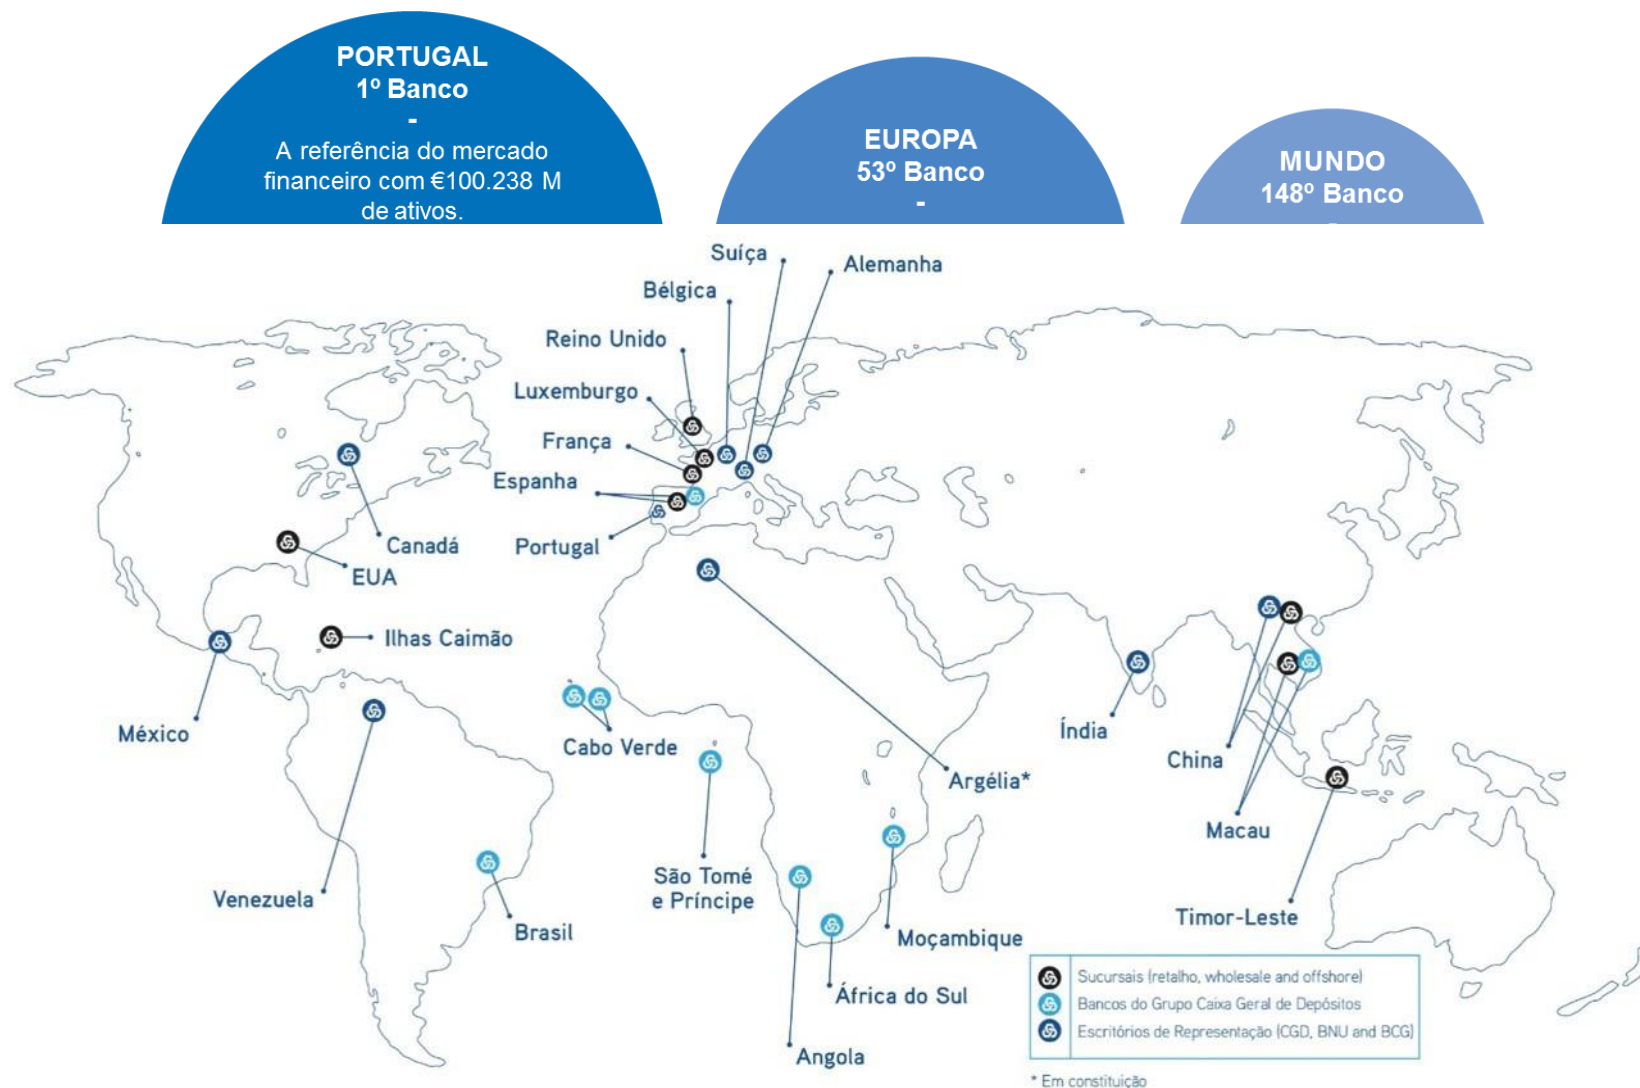 PORTUGAL
1º Banco
-
A referência do mercado
financeiro com €100.238 M
de ativos.
EUROPA
53º Banco
-
MUNDO
148º Banco
-
Suíça
Alemanha
Bélgica
Reino Unido
Luxemburgo
França
Espanha
Portugal
Canadá
EUA
Ilhas Caimão
México
Cabo Verde
Venezuela
Brasil
São Tomé
e Príncipe
Argélia*
Moçambique
África do Sul
Angola
Índia
China
Macau
Timor-Leste
Sucursais (retalho, wholesale and offshore)
Bancos do Grupo Caixa Geral de Depósitos
Escritórios de Representação (CGD, BNU and BCG)
* Em constituição